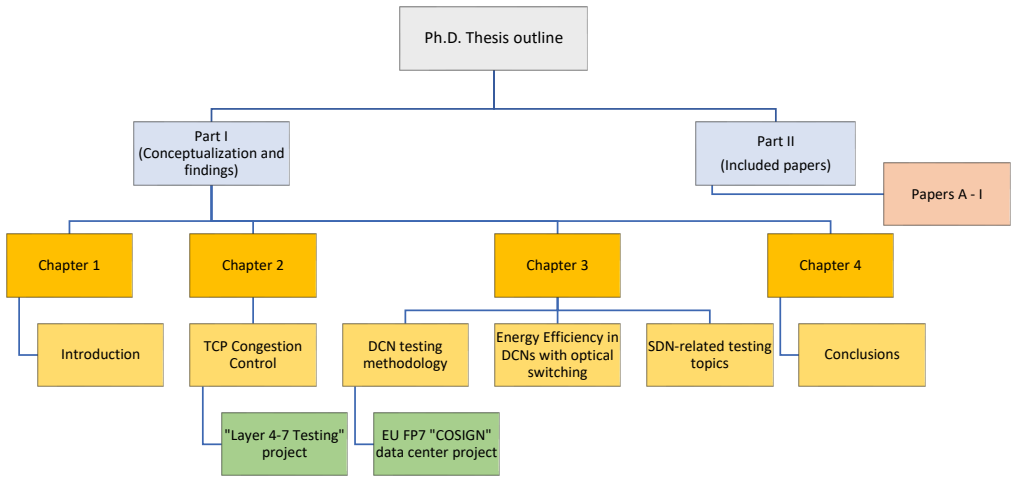 Ph.D. Thesis outline
Part I
(Conceptualization and
findings)
Part II
(Included papers)
Papers A - I
Chapter 1
Chapter 2
Chapter 3
Chapter 4
Introduction
TCP Congestion
Control
DCN testing
methodology
Energy Efficiency in
DCNs with optical
switching
SDN-related testing
topics
Conclusions
"Layer 4-7 Testing"
project
EU FP7 "COSIGN"
data center project